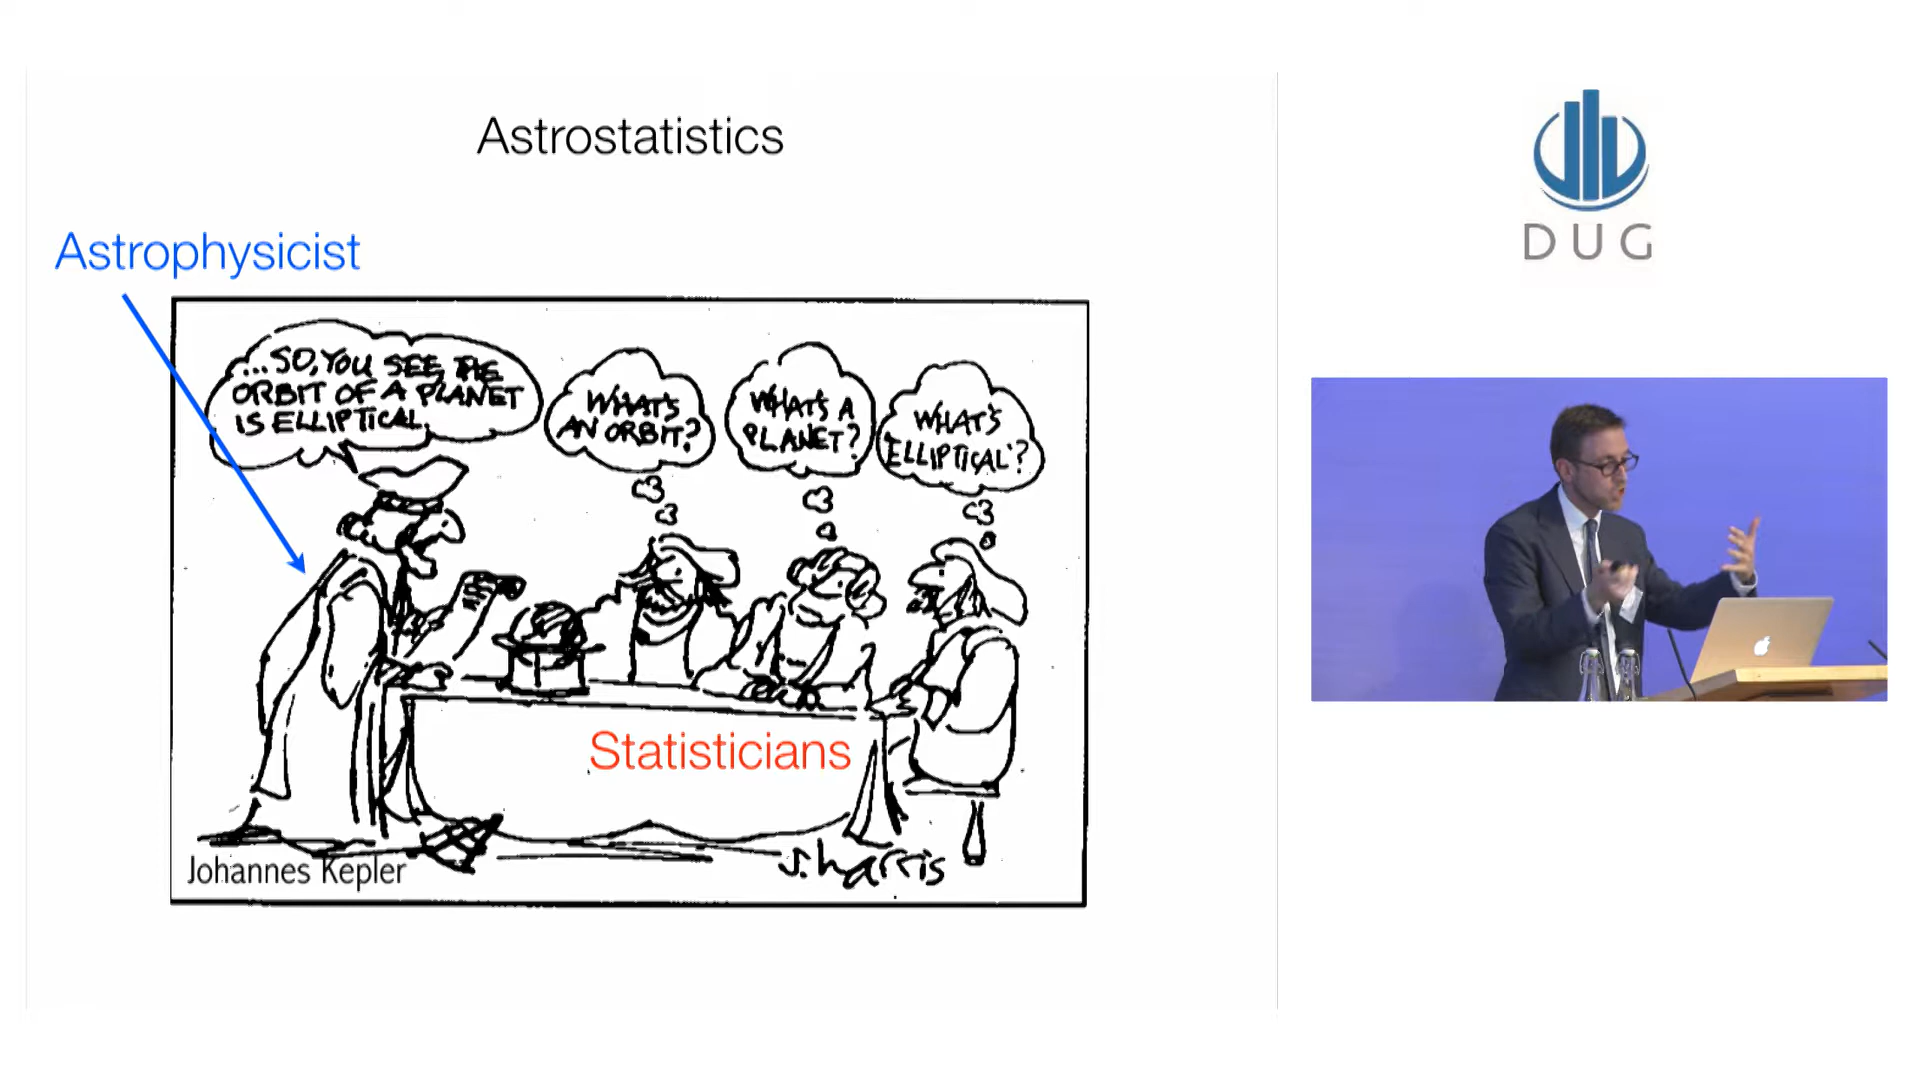 Astrostatistics
Astrophysicist
...SO, YOU SEE, THE
ORBIT OF A PLANET
IS ELLIPTICAL.
WHAT'S
AN ORBIT?
WHAT'S A
PLANET?
WHAT'S
'ELLIPTICAL'?
Statisticians
Johannes Kepler
S. harris
DUG